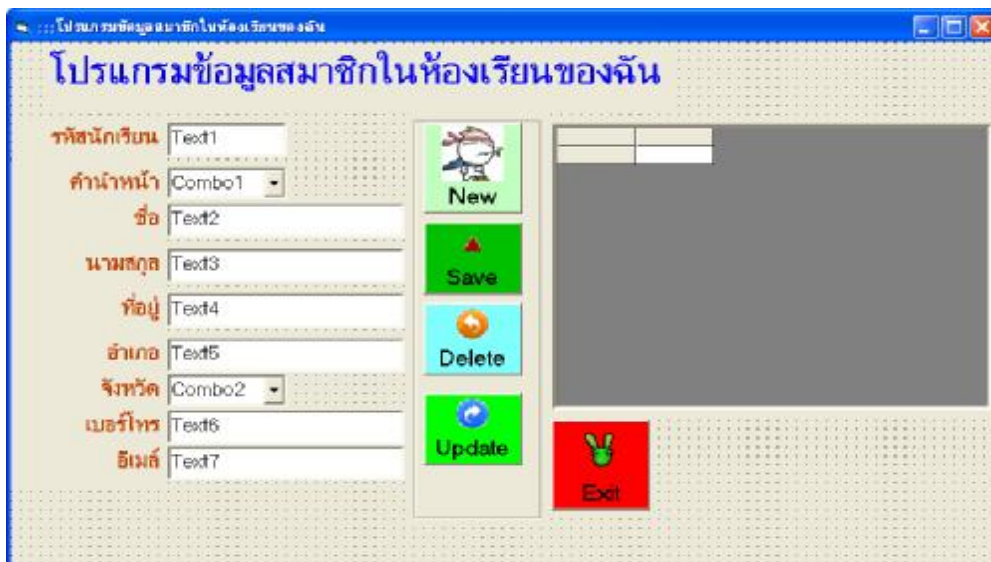 :::โปรแกรมข้อมูลสมาชิกในห้องเรียนของฉัน
โปรแกรมข้อมูลสมาชิกในห้องเรียนของฉัน
รหัสนักเรียน Text1
คำนำหน้า Combo1
ชื่อ Text2
นามสกุล Text3
ที่อยู่ Text4
อำเภอ Text5
จังหวัด Combo2
เบอร์โทร Text6
อีเมล์ Text7
New
Save
Delete
Update
Exit